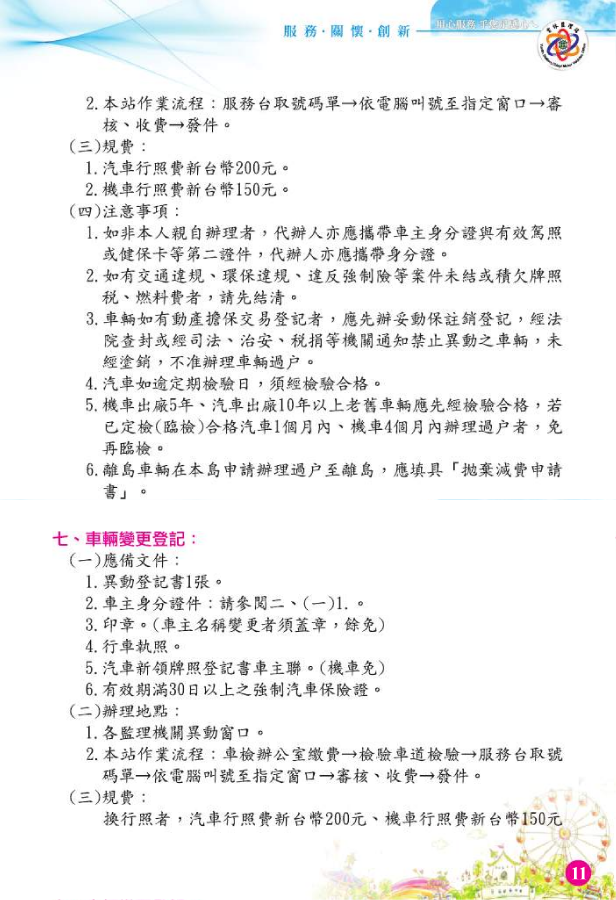 服務·關懷·創新
2.本站作業流程：服務台取號碼單→依電腦叫號至指定窗口→審
核、收費→發件。
(三)規費：
1.汽車行照費新台幣200元。
2.機車行照費新台幣150元。
(四)注意事項：
1.如非本人親自辦理者，代辦人亦應攜帶車主身分證與有效駕照
或健保卡等第二證件，代辦人亦應攜帶身分證。
2.如有交通違規、環保違規、違反強制險等案件未結或積欠牌照
稅、燃料費者，請先結清。
3.車輛如有動產擔保交易登記者，應先辦妥動保註銷登記，經法
院查封或經司法、治安、稅捐等機關通知禁止異動之車輛，未
經塗銷，不准辦理車輛過户。
4.汽車如逾定期檢驗日，須經檢驗合格。
5.機車出廠5年、汽車出廠10年以上老舊車輛應先經檢驗合格，若
已定檢(臨檢)合格汽車1個月內、機車4個月內辦理過户者，免
再臨檢。
6.離島車輛在本島申請辦理過户至離島，應填具「拋棄減費申請
書」。
七、車輛變更登記：
(一)應備文件：
1.異動登記書1張。
2.車主身分證件：請參閱二、(一)1.。
3.印章。(車主名稱變更者須蓋章，餘免)
4.行車執照。
5.汽車新領牌照登記書車主聯。(機車免)
6.有效期滿30日以上之強制汽車保險證。
(二)辦理地點：
1.各監理機關異動窗口。
2.本站作業流程：車檢辦公室繳費→檢驗車道檢驗→服務台取號
碼單→依電腦叫號至指定窗口→審核、收費→發件。
(三)規費：
換行照者，汽車行照費新台幣200元、機車行照費新台幣150元
11